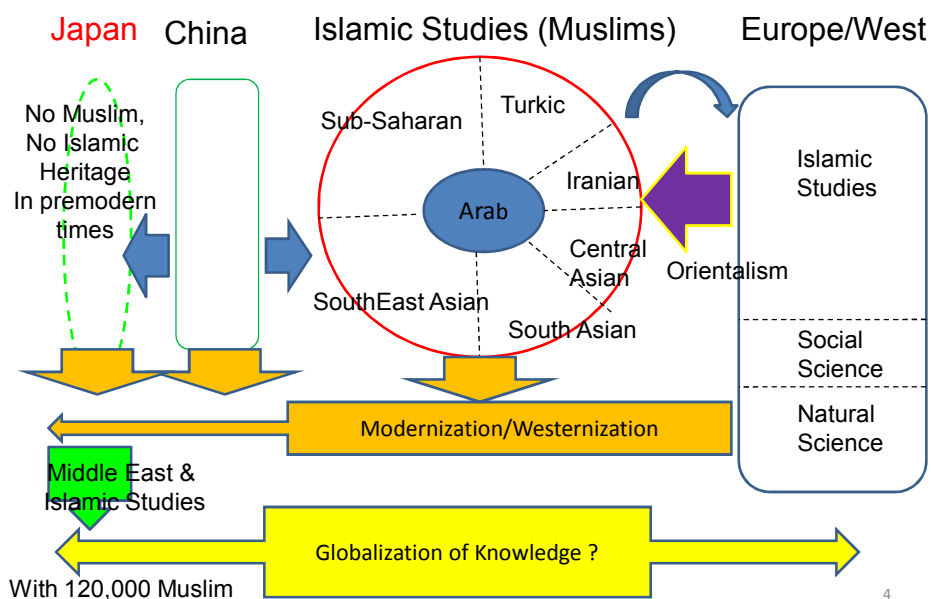 Japan
China
Islamic Studies (Muslims)
Europe/West
No Muslim,
No Islamic
Heritage
In premodern
times
Sub-Saharan
Turkic
Iranian
Arab
Central
Asian
SouthEast Asian
South Asian
Orientalism
Islamic
Studies
Social
Science
Natural
Science
Modernization/Westernization
Middle East &
Islamic Studies
Globalization of Knowledge ?
With 120,000 Muslim
4